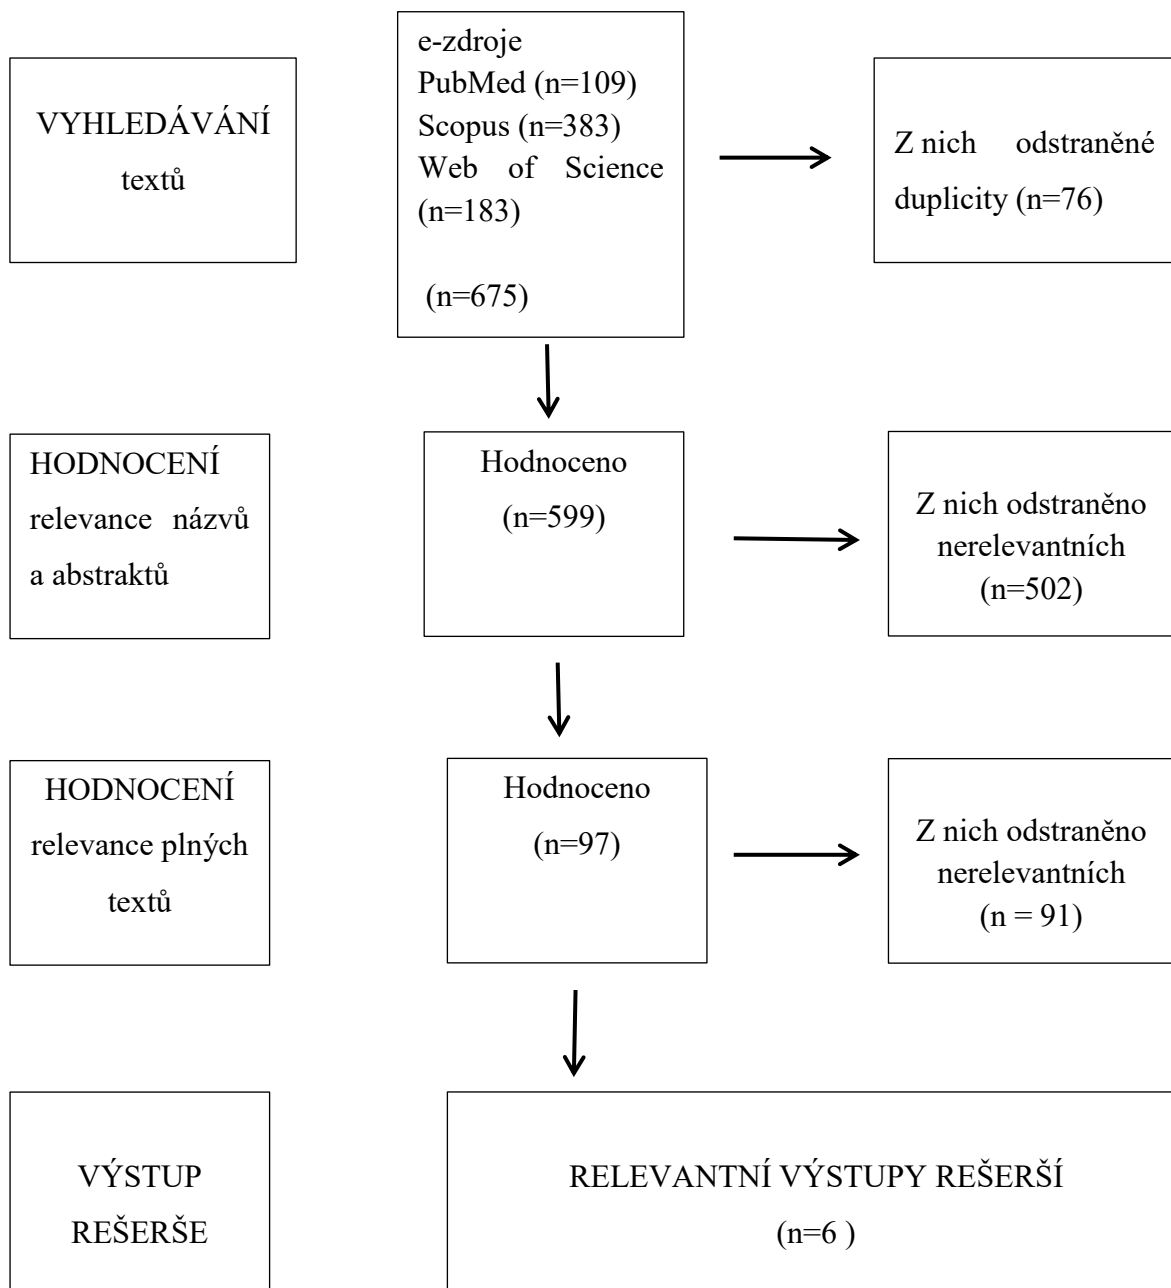 VYHLEDÁVÁNÍ
textů
e-zdroje
PubMed (n=109)
Scopus (n=383)
Web of Science
(n=183)
(n=675)
Z nich odstraněné
duplicity (n=76)
HODNOCENÍ
relevance názvů
a abstraktů
Hodnoceno
(n=599)
Z nich odstraněno
nerelevantních
(n=502)
HODNOCENÍ
relevance plných
textů
Hodnoceno
(n=97)
Z nich odstraněno
nerelevantních
(n = 91)
VÝSTUP
REŠERŠE
RELEVANTNÍ VÝSTUPY REŠERŠÍ
(n=6 )